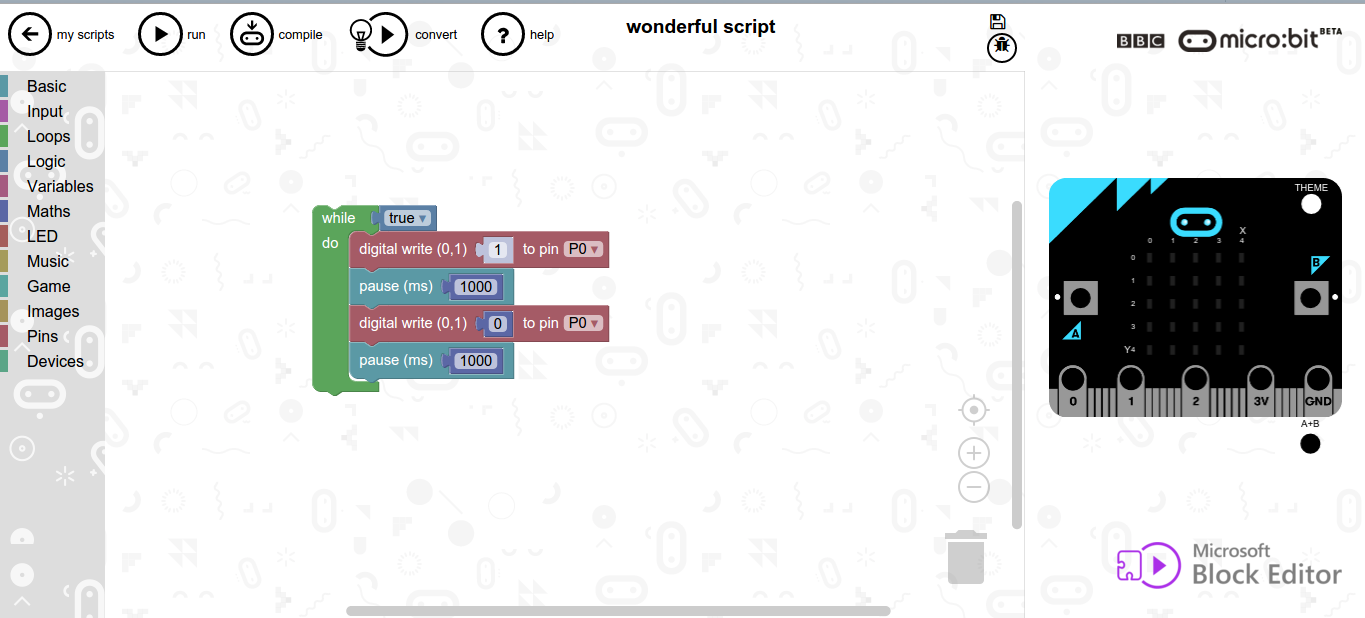 my scripts
run
compile
convert
help
wonderful script
BBC micro:bit BETA
Basic
Input
Loops
Logic
Variables
Maths
LED
Music
Game
Images
Pins
Devices
while true
do
digital write (0,1) 1 to pin P0
pause (ms) 1000
digital write (0,1) 0 to pin P0
pause (ms) 1000
THEME
X
0 1 2 3 4
0
B
1
2
3
A
Y4
0 1 2 3V GND
A+B
Microsoft
Block Editor